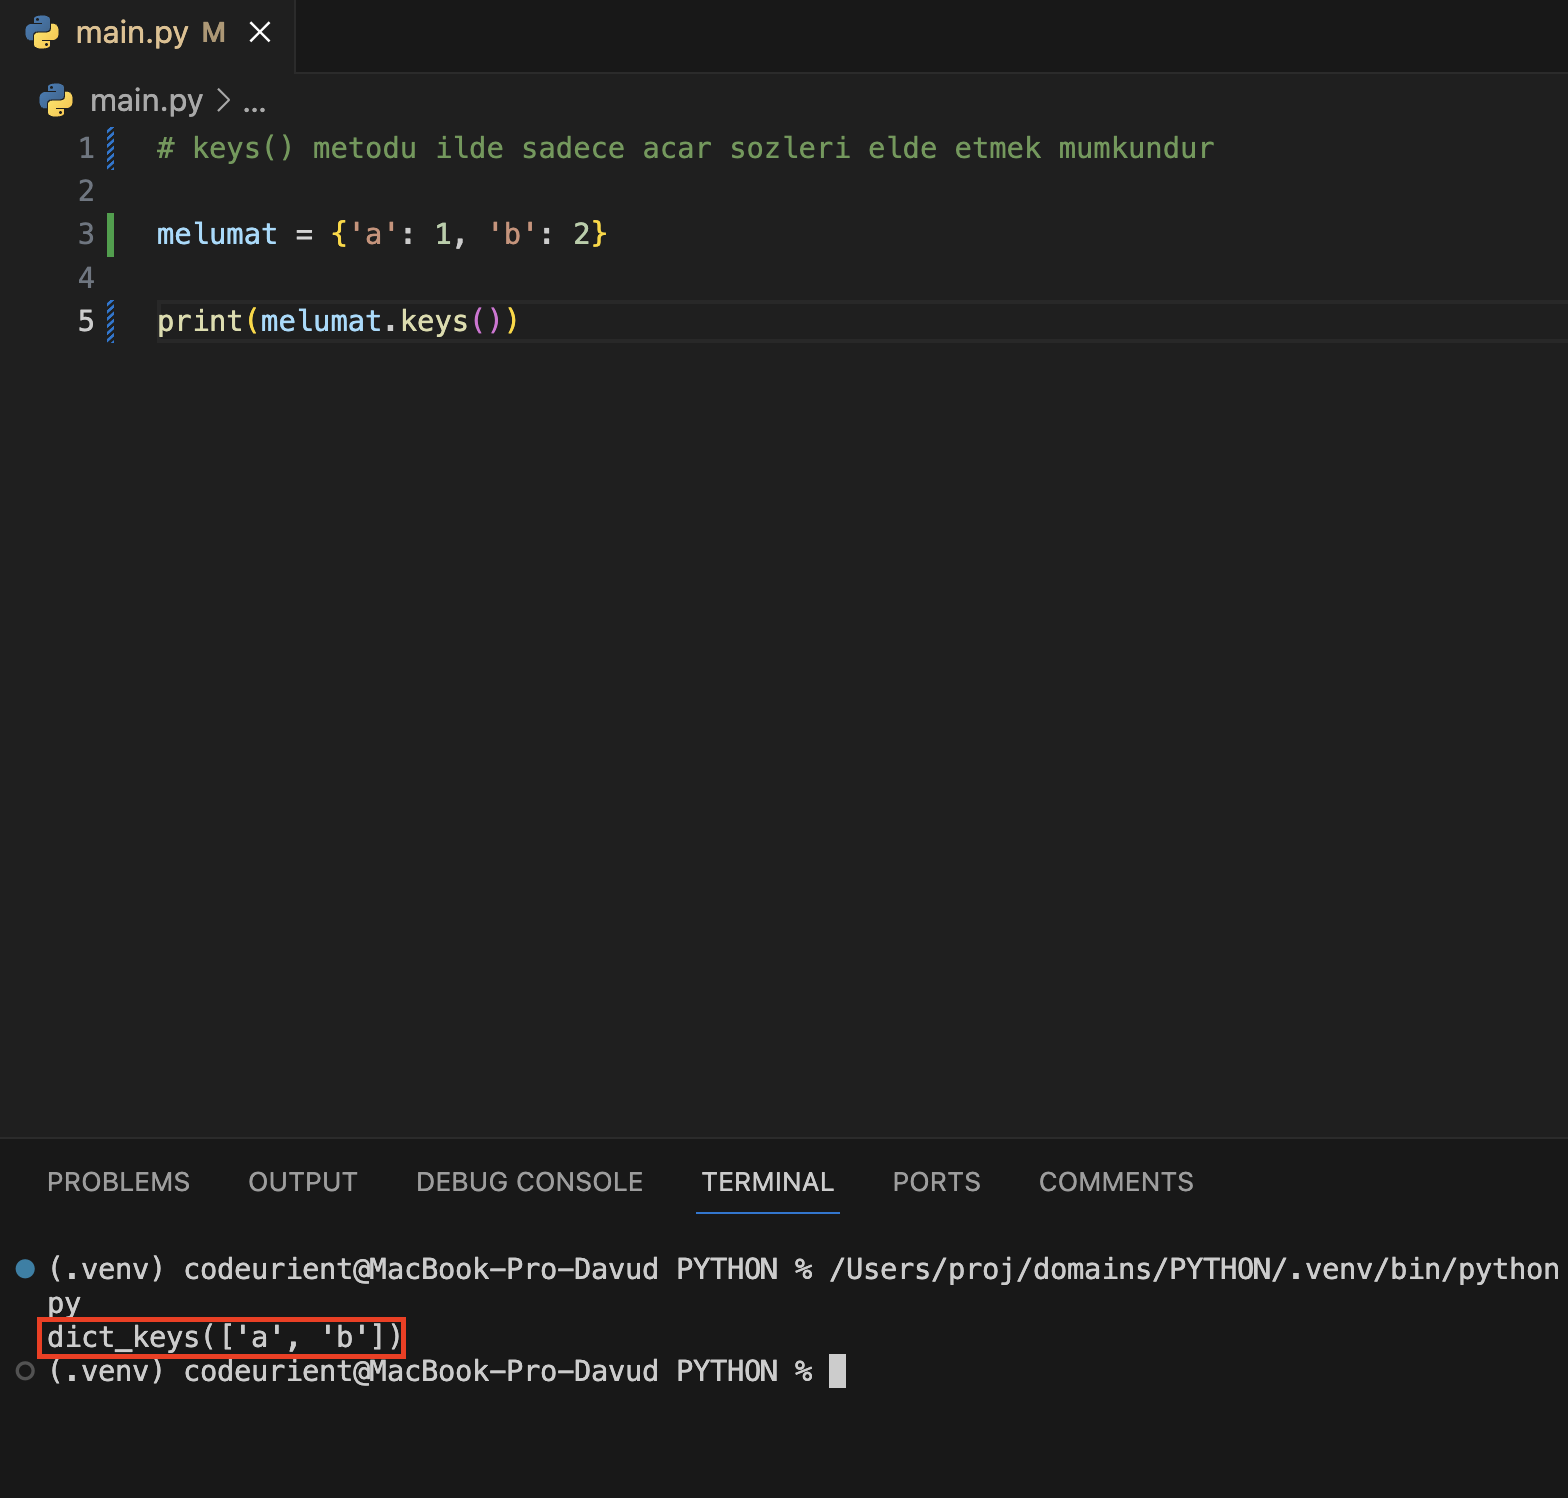 main.py M
main.py > ...
1 # keys() metodu ilde sadece acar sozleri elde etmek mumkundur
2
3 melumat = {'a': 1, 'b': 2}
4
5 print(melumat.keys())
PROBLEMS OUTPUT DEBUG CONSOLE TERMINAL PORTS COMMENTS
(.venv) codeurient@MacBook-Pro-Davud PYTHON % /Users/proj/domains/PYTHON/.venv/bin/python
py
dict_keys(['a', 'b'])
(.venv) codeurient@MacBook-Pro-Davud PYTHON %